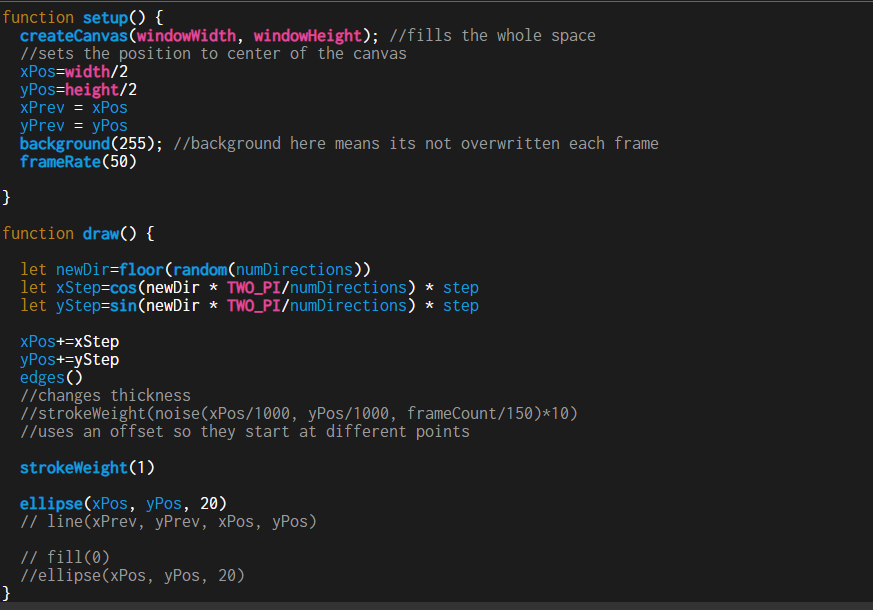 function setup() {
  createCanvas(windowWidth, windowHeight); //fills the whole space
  //sets the position to center of the canvas
  xPos=width/2
  yPos=height/2
  xPrev = xPos
  yPrev = yPos
  background(255); //background here means its not overwritten each frame
  frameRate(50)
}
function draw() {
  let newDir=floor(random(numDirections))
  let xStep=cos(newDir * TWO_PI/numDirections) * step
  let yStep=sin(newDir * TWO_PI/numDirections) * step
  xPos+=xStep
  yPos+=yStep
  edges()
  //changes thickness
  //strokeWeight(noise(xPos/1000, yPos/1000, frameCount/150)*10)
  //uses an offset so they start at different points
  strokeWeight(1)
  ellipse(xPos, yPos, 20)
  // line(xPrev, yPrev, xPos, yPos)
  // fill(0)
  //ellipse(xPos, yPos, 20)
}